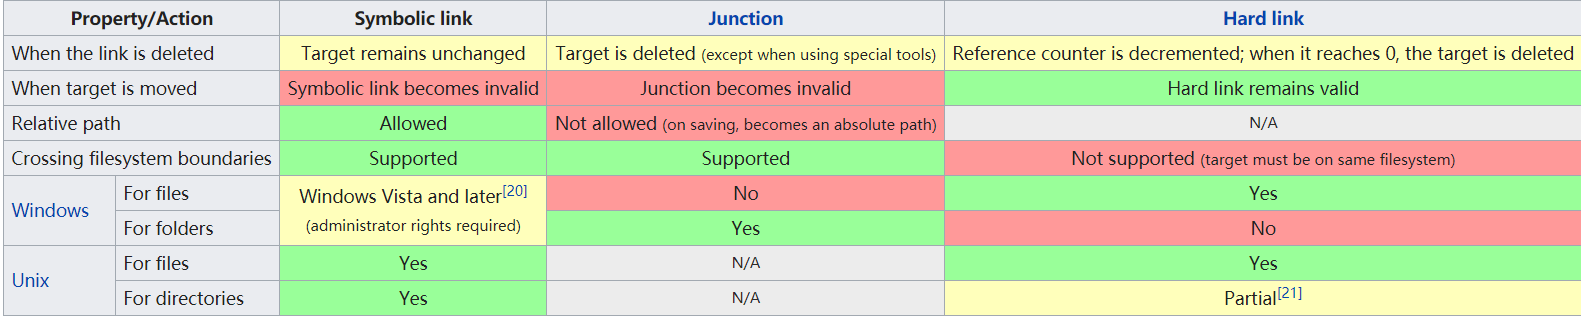 Property/Action Symbolic link Junction Hard link
When the link is deleted Target remains unchanged Target is deleted (except when using special tools) Reference counter is decremented; when it reaches 0, the target is deleted
When target is moved Symbolic link becomes invalid Junction becomes invalid Hard link remains valid
Relative path Allowed Not allowed (on saving, becomes an absolute path) N/A
Crossing filesystem boundaries Supported Supported Not supported (target must be on same filesystem)
Windows For files Windows Vista and later[20] No Yes
For folders (administrator rights required) Yes No
Unix For files Yes N/A Yes
For directories Yes N/A Partial[21]